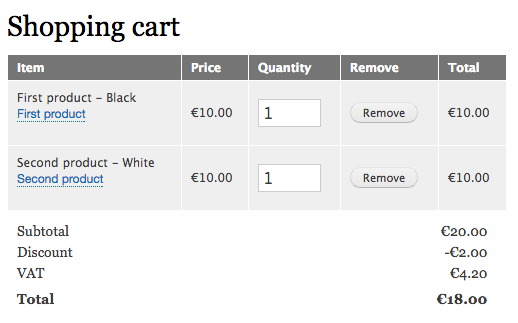 Shopping cart
Item Price Quantity Remove Total
First product – Black
First product €10.00 1 Remove €10.00
Second product – White
Second product €10.00 1 Remove €10.00
Subtotal €20.00
Discount -€2.00
VAT €4.20
Total €18.00